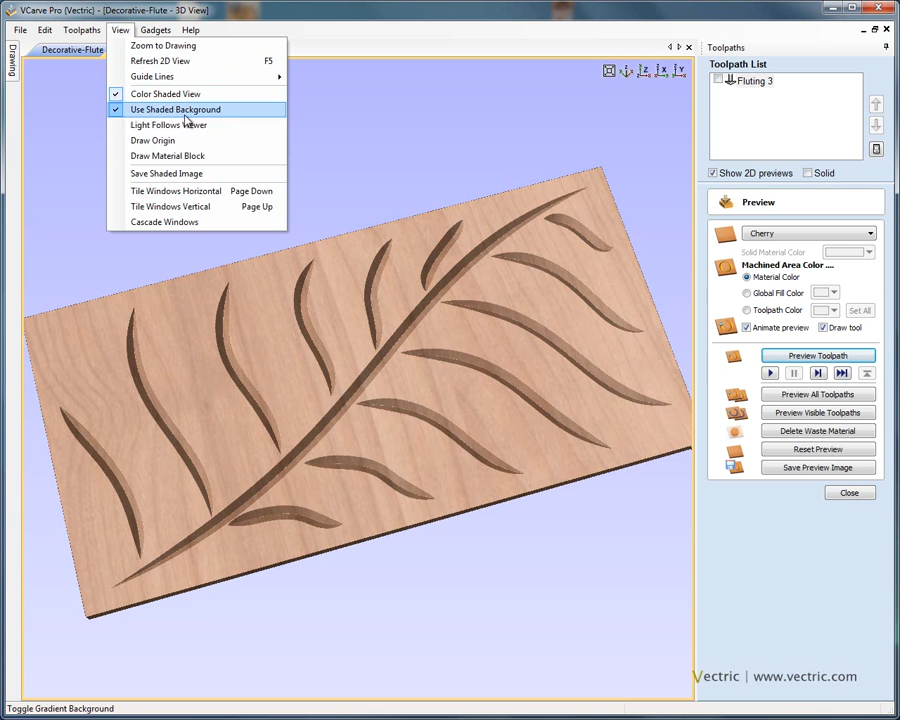 VCarve Pro (Vectric) - [Decorative-Flute - 3D View]
File Edit Toolpaths View Gadgets Help
Drawing
Decorative-Flute
Zoom to Drawing
Refresh 2D View F5
Guide Lines
Color Shaded View
Use Shaded Background
Light Follows Viewer
Draw Origin
Draw Material Block
Save Shaded Image
Tile Windows Horizontal Page Down
Tile Windows Vertical Page Up
Cascade Windows
Z X Y
Toolpaths
Toolpath List
Fluting 3
Show 2D previews Solid
Preview
Cherry
Solid Material Color
Machined Area Color ....
Material Color
Global Fill Color
Toolpath Color Set All
Animate preview Draw tool
Preview Toolpath
Preview All Toolpaths
Preview Visible Toolpaths
Delete Waste Material
Reset Preview
Save Preview Image
Close
Vectric | www.vectric.com
Toggle Gradient Background